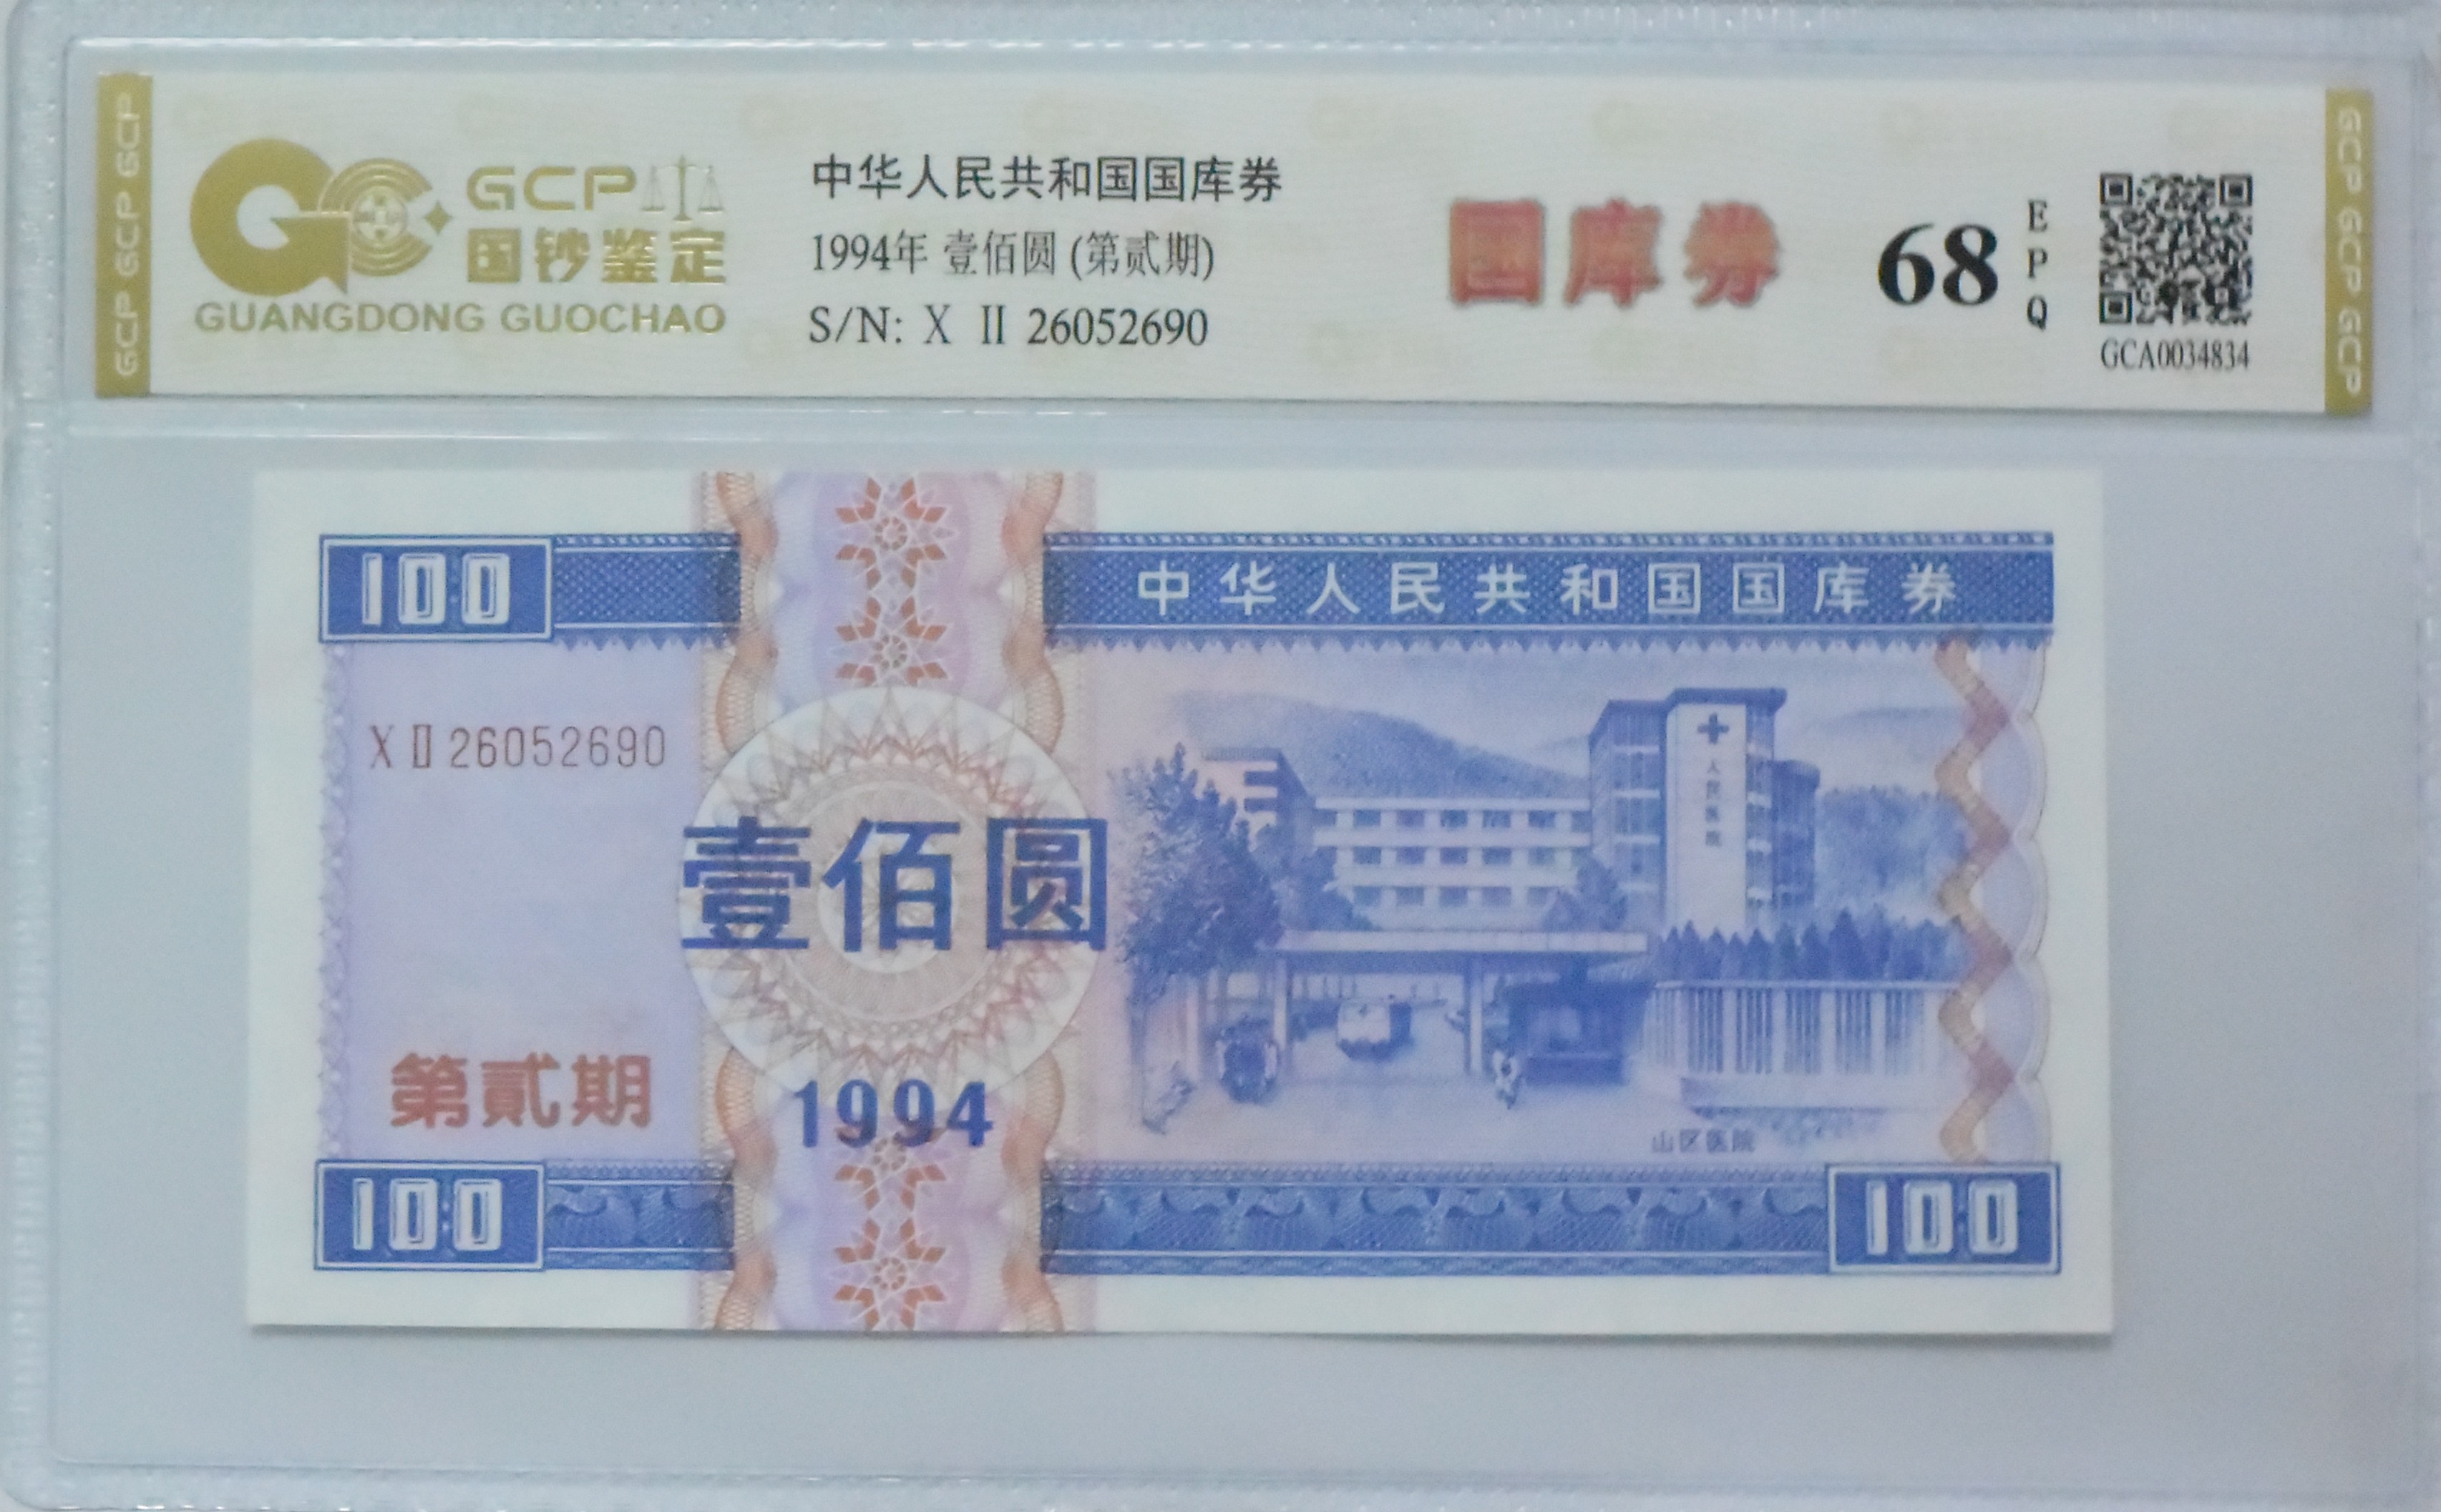 GCP GCP GCP
GCP
国钞鉴定
GUANGDONG GUOCHAO
中华人民共和国国库券
1994年 壹佰圆 (第贰期)
S/N: X II 26052690
国库券
68
E
P
Q
GCA0034834
GCP GCP GCP
100
中华人民共和国国库券
X II 26052690
人民医院
壹佰圆
第貳期
1994
山区医院
100
100